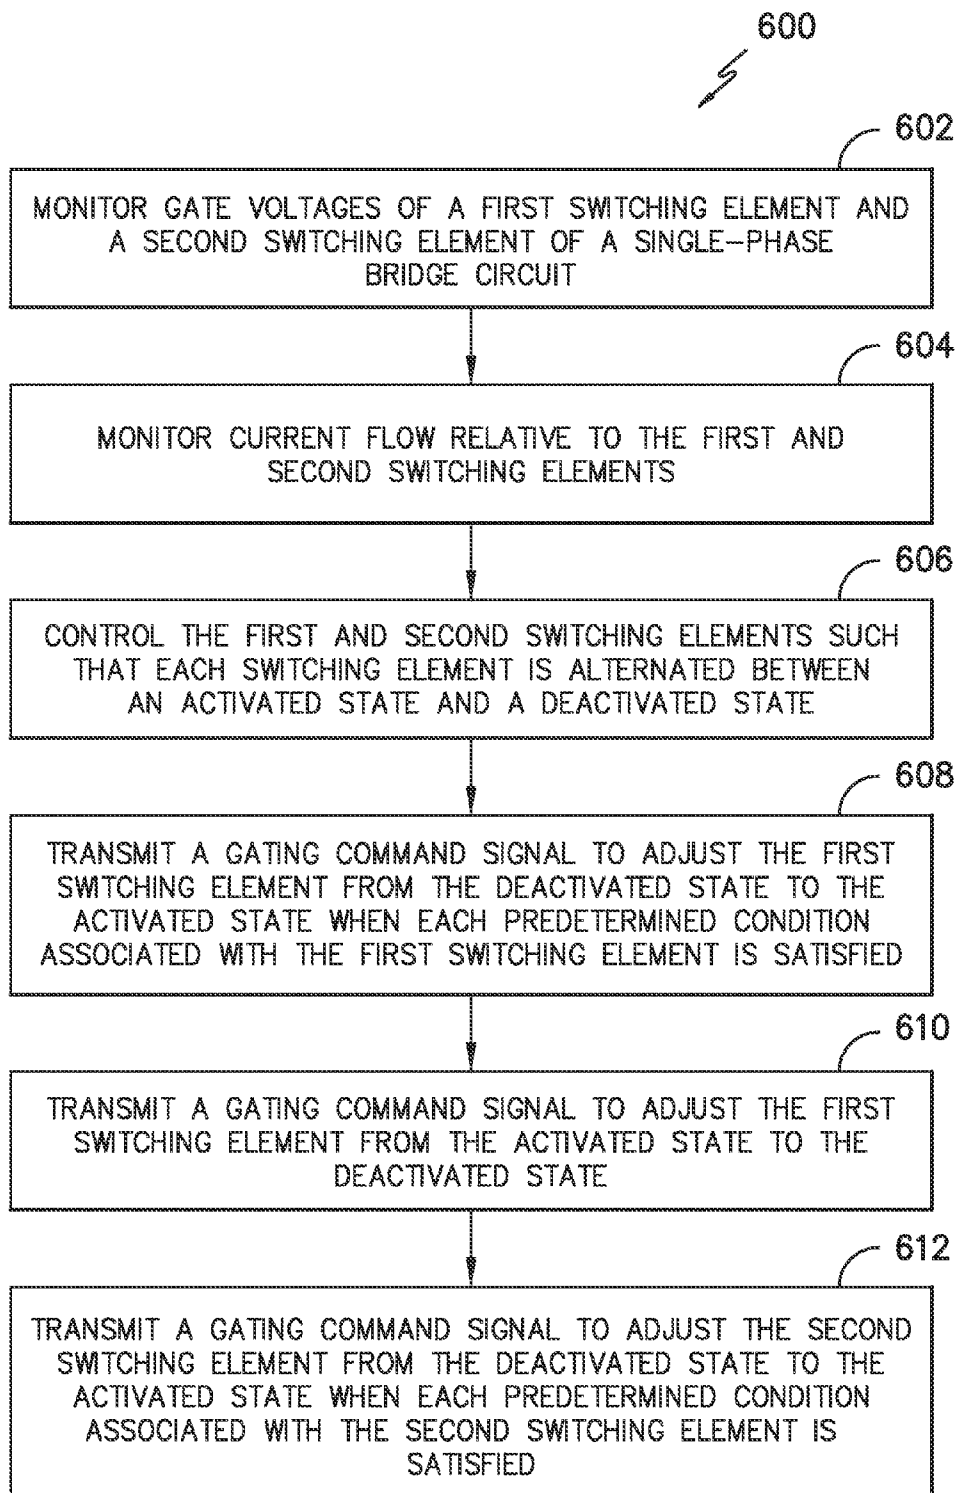 600
602
MONITOR GATE VOLTAGES OF A FIRST SWITCHING ELEMENT AND
A SECOND SWITCHING ELEMENT OF A SINGLE-PHASE
BRIDGE CIRCUIT
604
MONITOR CURRENT FLOW RELATIVE TO THE FIRST AND
SECOND SWITCHING ELEMENTS
606
CONTROL THE FIRST AND SECOND SWITCHING ELEMENTS SUCH
THAT EACH SWITCHING ELEMENT IS ALTERNATED BETWEEN
AN ACTIVATED STATE AND A DEACTIVATED STATE
608
TRANSMIT A GATING COMMAND SIGNAL TO ADJUST THE FIRST
SWITCHING ELEMENT FROM THE DEACTIVATED STATE TO THE
ACTIVATED STATE WHEN EACH PREDETERMINED CONDITION
ASSOCIATED WITH THE FIRST SWITCHING ELEMENT IS SATISFIED
610
TRANSMIT A GATING COMMAND SIGNAL TO ADJUST THE FIRST
SWITCHING ELEMENT FROM THE ACTIVATED STATE TO THE
DEACTIVATED STATE
612
TRANSMIT A GATING COMMAND SIGNAL TO ADJUST THE SECOND
SWITCHING ELEMENT FROM THE DEACTIVATED STATE TO THE
ACTIVATED STATE WHEN EACH PREDETERMINED CONDITION
ASSOCIATED WITH THE SECOND SWITCHING ELEMENT IS
SATISFIED